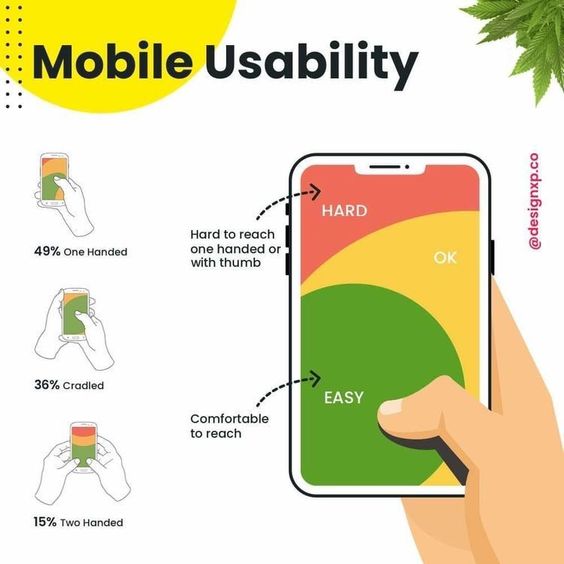 Mobile Usability
@designxp.co
49% One Handed
36% Cradled
15% Two Handed
Hard to reach
one handed or
with thumb
Comfortable
to reach
HARD
OK
EASY